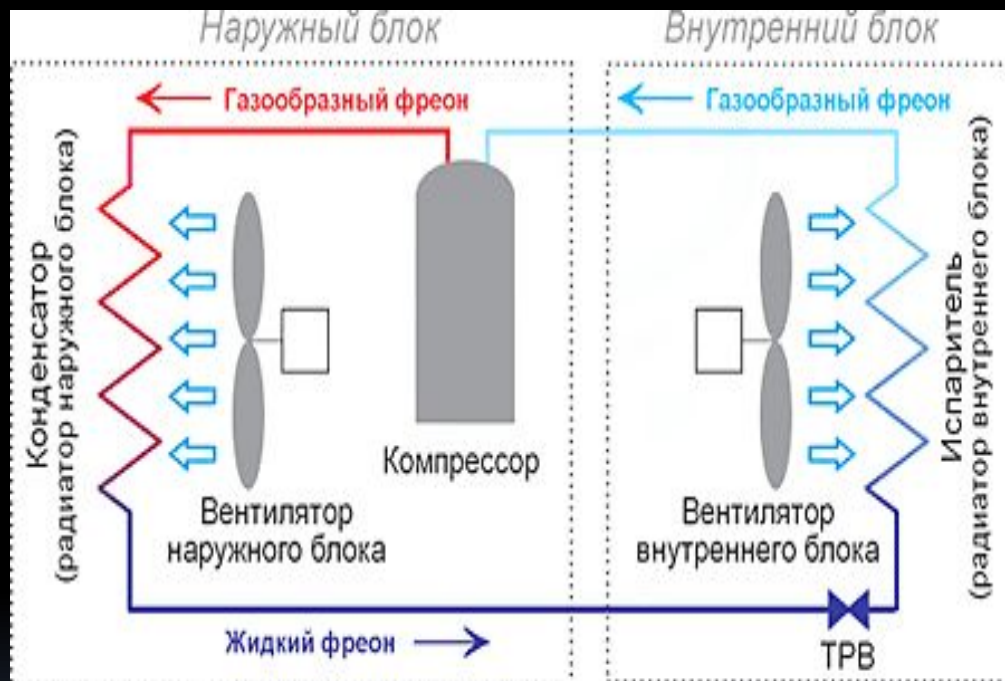 Наружный блок
Внутренний блок
Газообразный фреон
Газообразный фреон
Конденсатор
(радиатор наружного блока)
Компрессор
Вентилятор
наружного блока
Вентилятор
внутреннего блока
Испаритель
(радиатор внутреннего блока)
Жидкий фреон
ТРВ